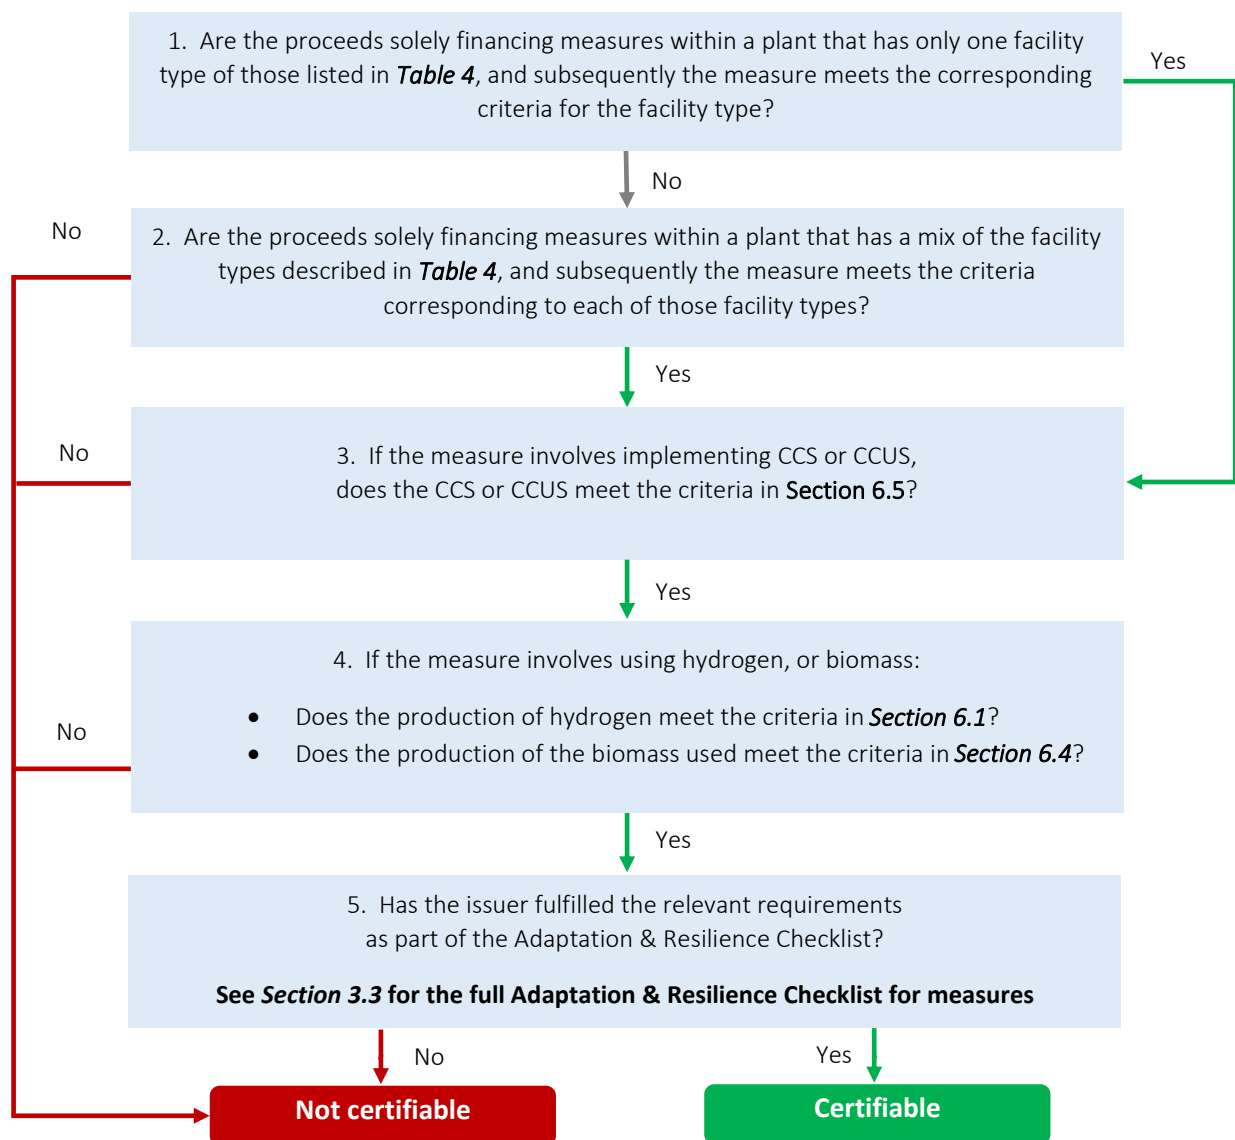 1. Are the proceeds solely financing measures within a plant that has only one facility
type of those listed in Table 4, and subsequently the measure meets the corresponding
criteria for the facility type?
Yes
No
No
2. Are the proceeds solely financing measures within a plant that has a mix of the facility
types described in Table 4, and subsequently the measure meets the criteria
corresponding to each of those facility types?
Yes
No
3. If the measure involves implementing CCS or CCUS,
does the CCS or CCUS meet the criteria in Section 6.5?
Yes
4. If the measure involves using hydrogen, or biomass:
No
• Does the production of hydrogen meet the criteria in Section 6.1?
• Does the production of the biomass used meet the criteria in Section 6.4?
Yes
5. Has the issuer fulfilled the relevant requirements
as part of the Adaptation & Resilience Checklist?
See Section 3.3 for the full Adaptation & Resilience Checklist for measures
No
Yes
Not certifiable
Certifiable